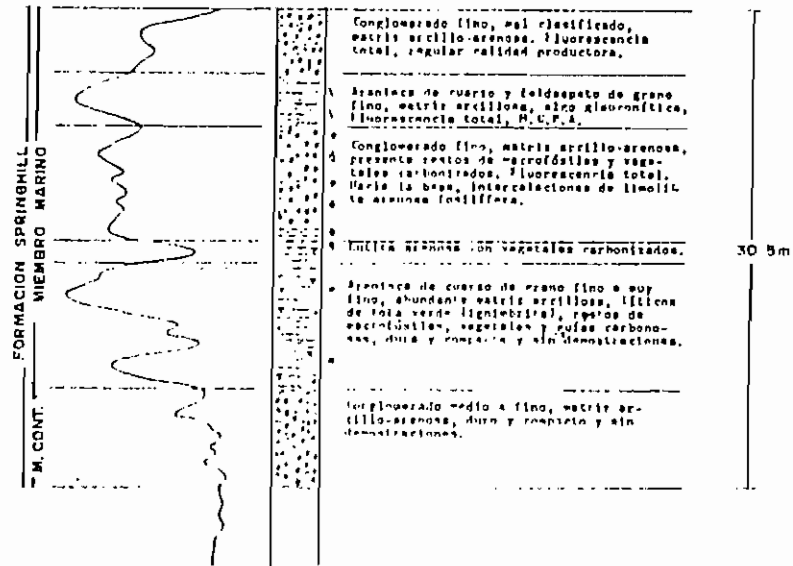 Conglomerado fino, mal clasificado,
matriz arcillo-arenosa. Fluorescencia
total, regular calidad productora.
Arenisca de cuarzo y feldespato de grano
fino, matriz arcillosa, algo glauconítica,
Fluorescencia total, M.C.P.A.
Conglomerado fino, matriz arcillo-arenosa,
presenta restos de macrofósiles y vege-
tales carbonizados. Fluorescencia total.
Hacia la base, intercalaciones de limoli-
ta arenosa fosilífera.
Lutita arenosa con vegetales carbonizados.
Arenisca de cuarzo de grano fino a muy
fino, abundante matriz arcillosa, líticos
de toba verde (ignimbrita), restos de
macrofósiles, vegetales y guías carbono-
sas, dura y compacta y sin demostraciones.
Conglomerado medio a fino, matriz ar-
cillo-arenosa, duro y compacto y sin
demostraciones.
FORMACION SPRINGHILL
MIEMBRO MARINO
M. CONT.
30 5m